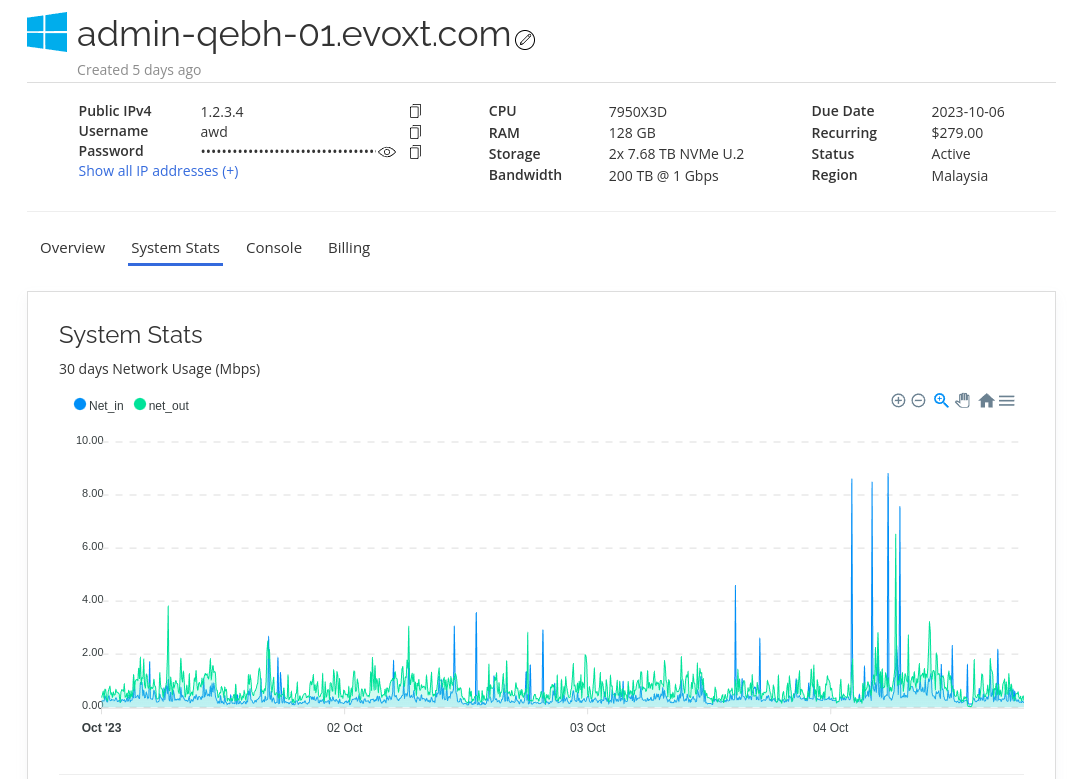 admin-qebh-01.evoxt.com
Created 5 days ago
Public IPv4 1.2.3.4
Username awd
Password ••••••••••••••••••••••••••••••••
Show all IP addresses (+)
CPU 7950X3D
RAM 128 GB
Storage 2x 7.68 TB NVMe U.2
Bandwidth 200 TB @ 1 Gbps
Due Date 2023-10-06
Recurring $279.00
Status Active
Region Malaysia
Overview System Stats Console Billing
System Stats
30 days Network Usage (Mbps)
Net_in net_out
10.00
8.00
6.00
4.00
2.00
0.00
Oct '23 02 Oct 03 Oct 04 Oct